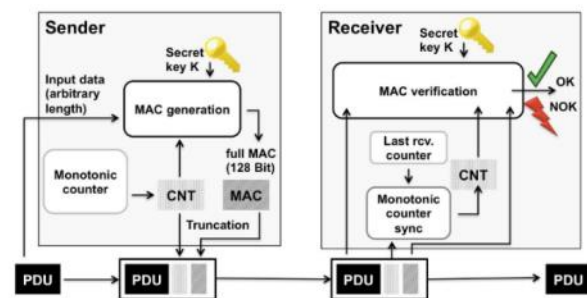 Sender
Secret
key K
Input data
(arbitrary
length)
MAC generation
full MAC
(128 Bit)
Monotonic
counter
CNT
MAC
Truncation
PDU
PDU
Receiver
Secret
key K
MAC verification
OK
NOK
Last rcv.
counter
CNT
Monotonic
counter
sync
PDU
PDU